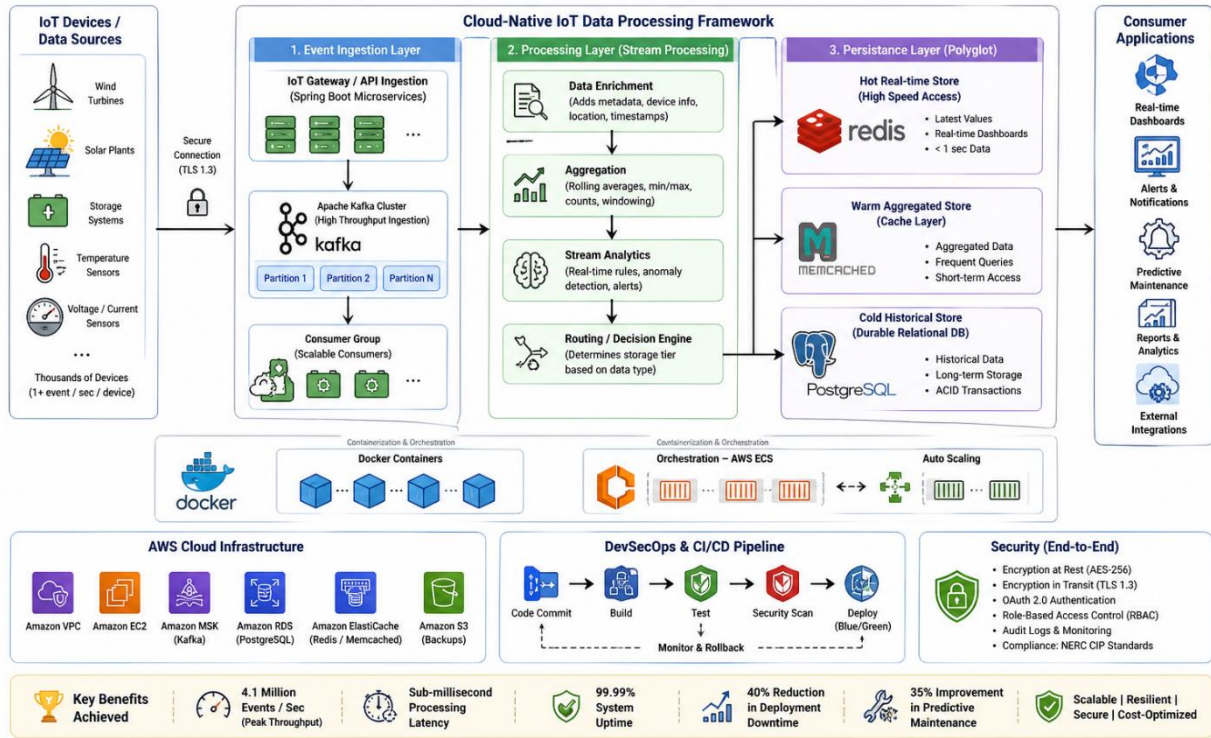 IoT Devices /
Data Sources
Wind
Turbines
Solar Plants
Storage
Systems
Temperature
Sensors
Voltage / Current
Sensors
...
Thousands of Devices
(1+ event / sec / device)
Secure
Connection
(TLS 1.3)
Cloud-Native IoT Data Processing Framework
1. Event Ingestion Layer
IoT Gateway / API Ingestion
(Spring Boot Microservices)
...
Apache Kafka Cluster
(High Throughput Ingestion)
kafka
Partition 1
Partition 2
Partition N
Consumer Group
(Scalable Consumers)
...
2. Processing Layer (Stream Processing)
Data Enrichment
(Adds metadata, device info,
location, timestamps)
Aggregation
(Rolling averages, min/max,
counts, windowing)
Stream Analytics
(Real-time rules, anomaly
detection, alerts)
Routing / Decision Engine
(Determines storage tier
based on data type)
3. Persistance Layer (Polyglot)
Hot Real-time Store
(High Speed Access)
redis
• Latest Values
• Real-time Dashboards
• < 1 sec Data
Warm Aggregated Store
(Cache Layer)
MEMCACHED
• Aggregated Data
• Frequent Queries
• Short-term Access
Cold Historical Store
(Durable Relational DB)
PostgreSQL
• Historical Data
• Long-term Storage
• ACID Transactions
Consumer
Applications
Real-time
Dashboards
Alerts &
Notifications
Predictive
Maintenance
Reports &
Analytics
External
Integrations
docker
Containerization & Orchestration
Docker Containers
... ... ...
Containerization & Orchestration
Orchestration – AWS ECS
... ...
Auto Scaling
...
AWS Cloud Infrastructure
Amazon VPC
Amazon EC2
Amazon MSK
(Kafka)
Amazon RDS
(PostgreSQL)
Amazon ElastiCache
(Redis / Memcached)
Amazon S3
(Backups)
DevSecOps & CI/CD Pipeline
Code Commit
Build
Test
Security Scan
Deploy
(Blue/Green)
Monitor & Rollback
Security (End-to-End)
• Encryption at Rest (AES-256)
• Encryption in Transit (TLS 1.3)
• OAuth 2.0 Authentication
• Role-Based Access Control (RBAC)
• Audit Logs & Monitoring
• Compliance: NERC CIP Standards
Key Benefits
Achieved
4.1 Million
Events / Sec
(Peak Throughput)
Sub-millisecond
Processing
Latency
99.99%
System
Uptime
40% Reduction
in Deployment
Downtime
35% Improvement
in Predictive
Maintenance
Scalable | Resilient |
Secure | Cost-Optimized